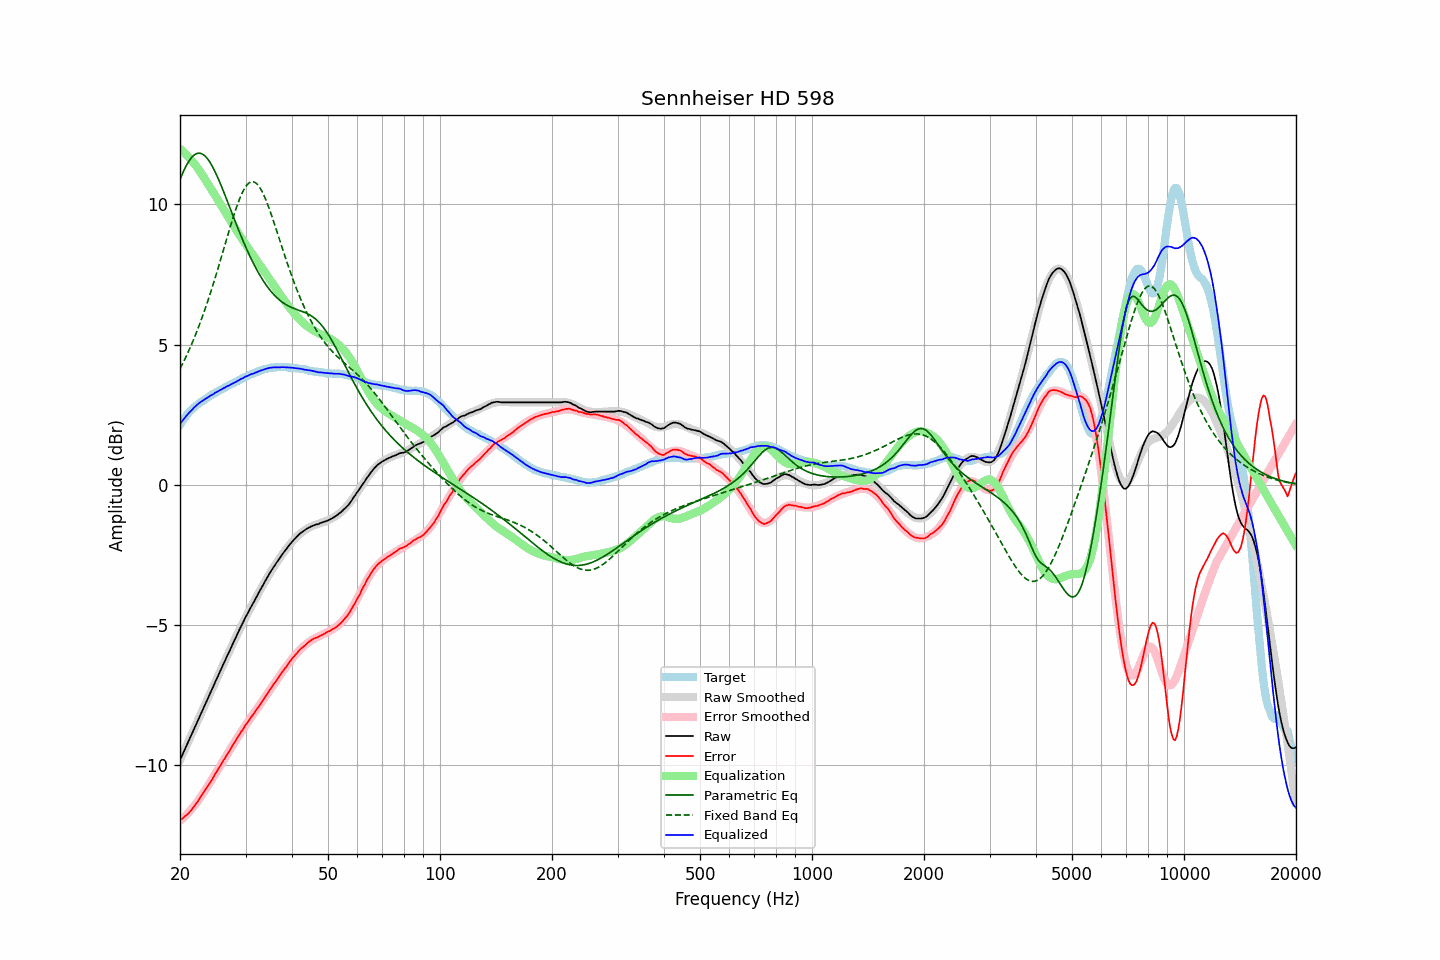 Sennheiser HD 598
Amplitude (dBr)
10
5
0
−5
−10
Target
Raw Smoothed
Error Smoothed
Raw
Error
Equalization
Parametric Eq
Fixed Band Eq
Equalized
20 50 100 200 500 1000 2000 5000 10000 20000
Frequency (Hz)